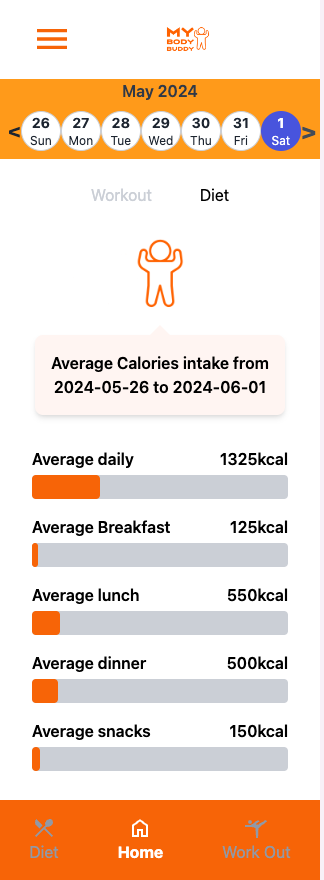 MY
BODY
BUDDY
May 2024
< 26 27 28 29 30 31 1 >
Sun Mon Tue Wed Thu Fri Sat
Workout Diet
Average Calories intake from
2024-05-26 to 2024-06-01
Average daily 1325kcal
Average Breakfast 125kcal
Average lunch 550kcal
Average dinner 500kcal
Average snacks 150kcal
Diet Home Work Out